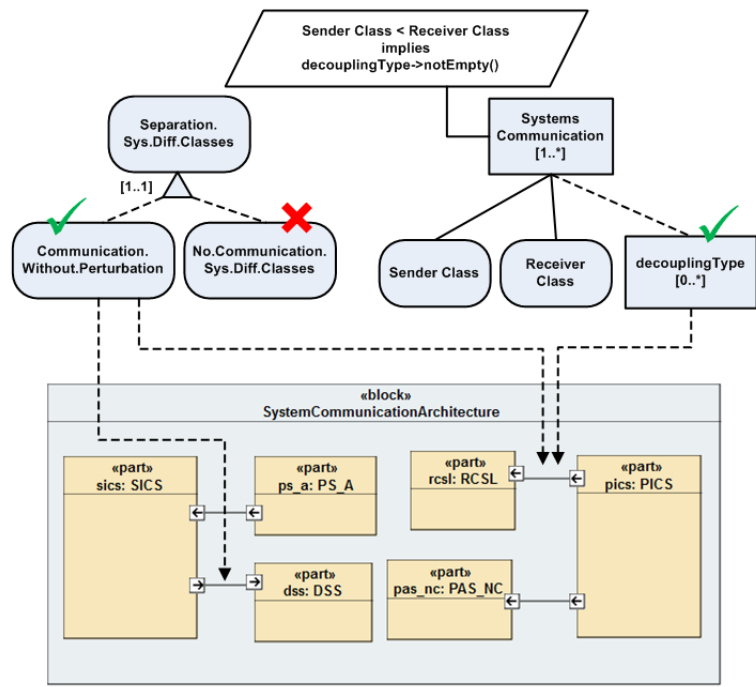 Sender Class < Receiver Class
implies
decouplingType->notEmpty()
Separation.
Sys.Diff.Classes
Systems
Communication
[1..*]
[1..1]
Communication.
Without.Perturbation
No.Communication.
Sys.Diff.Classes
Sender Class
Receiver
Class
decouplingType
[0..*]
«block»
SystemCommunicationArchitecture
«part»
sics: SICS
«part»
ps_a: PS_A
«part»
rcsl: RCSL
«part»
pics: PICS
«part»
dss: DSS
«part»
pas_nc: PAS_NC